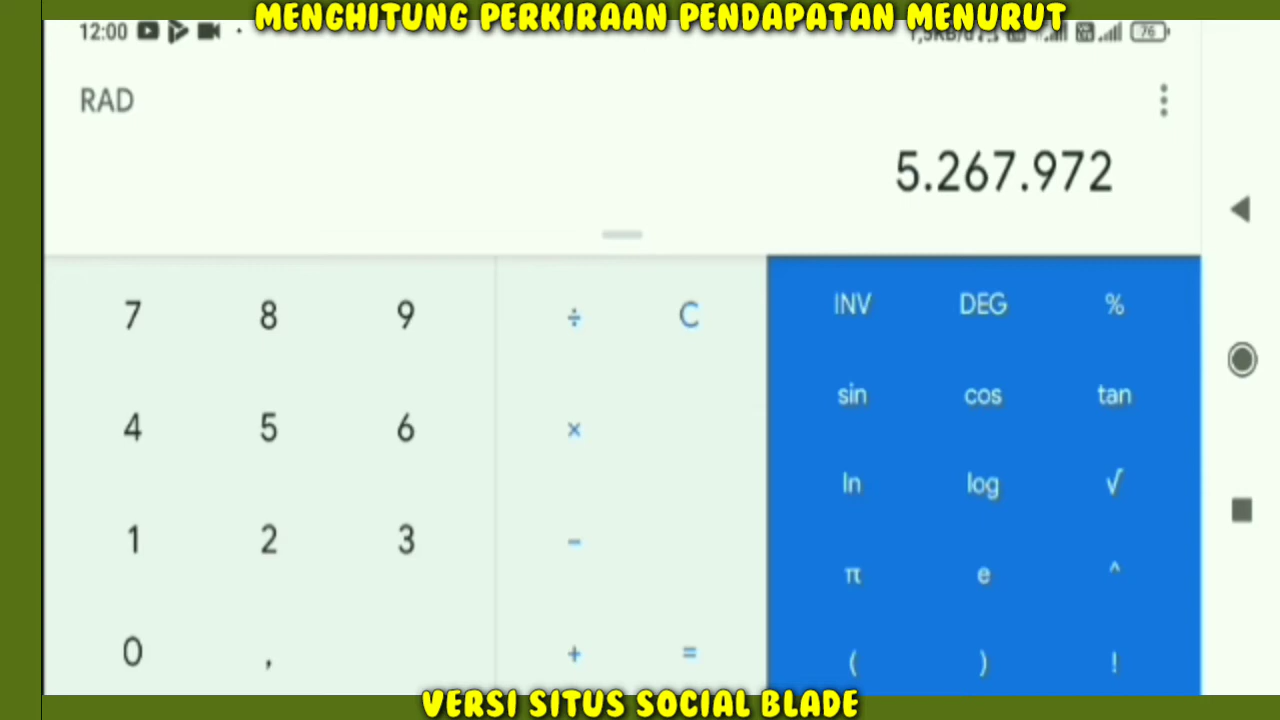 MENGHITUNG PERKIRAAN PENDAPATAN MENURUT
12:00
76
RAD
5.267.972
7 8 9 ÷ C INV DEG %
4 5 6 × sin cos tan
1 2 3 − ln log √
π e ^
0 , + = ( ) !
VERSI SITUS SOCIAL BLADE